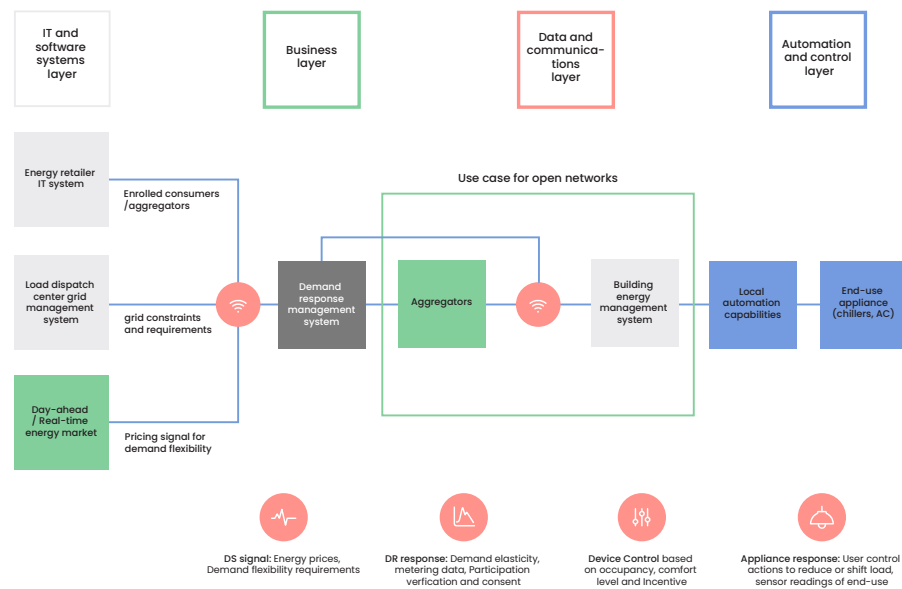 IT and
software
systems
layer
Business
layer
Data and
communica-
tions
layer
Automation
and control
layer
Energy retailer
IT system
Enrolled consumers
/aggregators
Use case for open networks
Load dispatch
center grid
management
system
grid constraints
and requirements
Demand
response
management
system
Aggregators
Building
energy
management
system
Local
automation
capabilities
End-use
appliance
(chillers, AC)
Day-ahead
/ Real-time
energy market
Pricing signal for
demand flexibility
DS signal: Energy prices,
Demand flexibility requirements
DR response: Demand elasticity,
metering data, Participation
verfication and consent
Device Control based
on occupancy, comfort
level and Incentive
Appliance response: User control
actions to reduce or shift load,
sensor readings of end-use